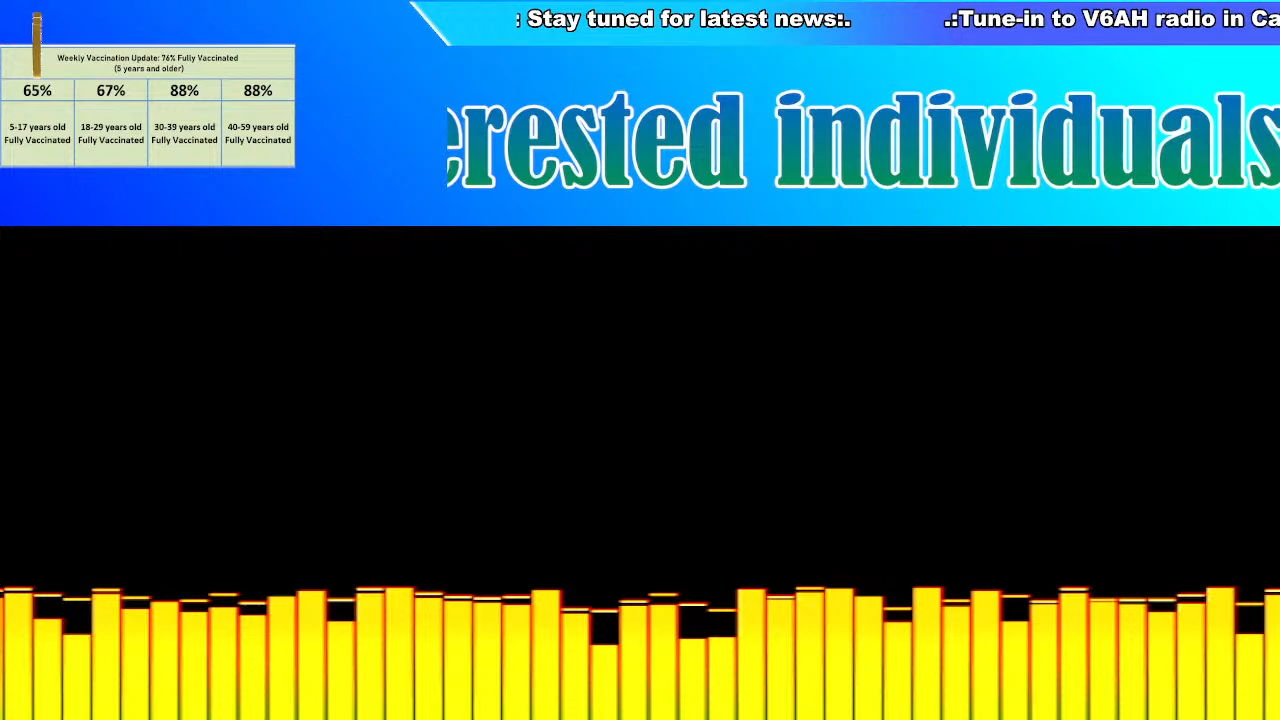 : Stay tuned for latest news:.
.:Tune-in to V6AH radio in
Weekly Vaccination Update: 76% Fully Vaccinated
(5 years and older)
65% 67% 88% 88%
5-17 years old 18-29 years old 30-39 years old 40-59 years old
Fully Vaccinated Fully Vaccinated Fully Vaccinated Fully Vaccinated
individuals